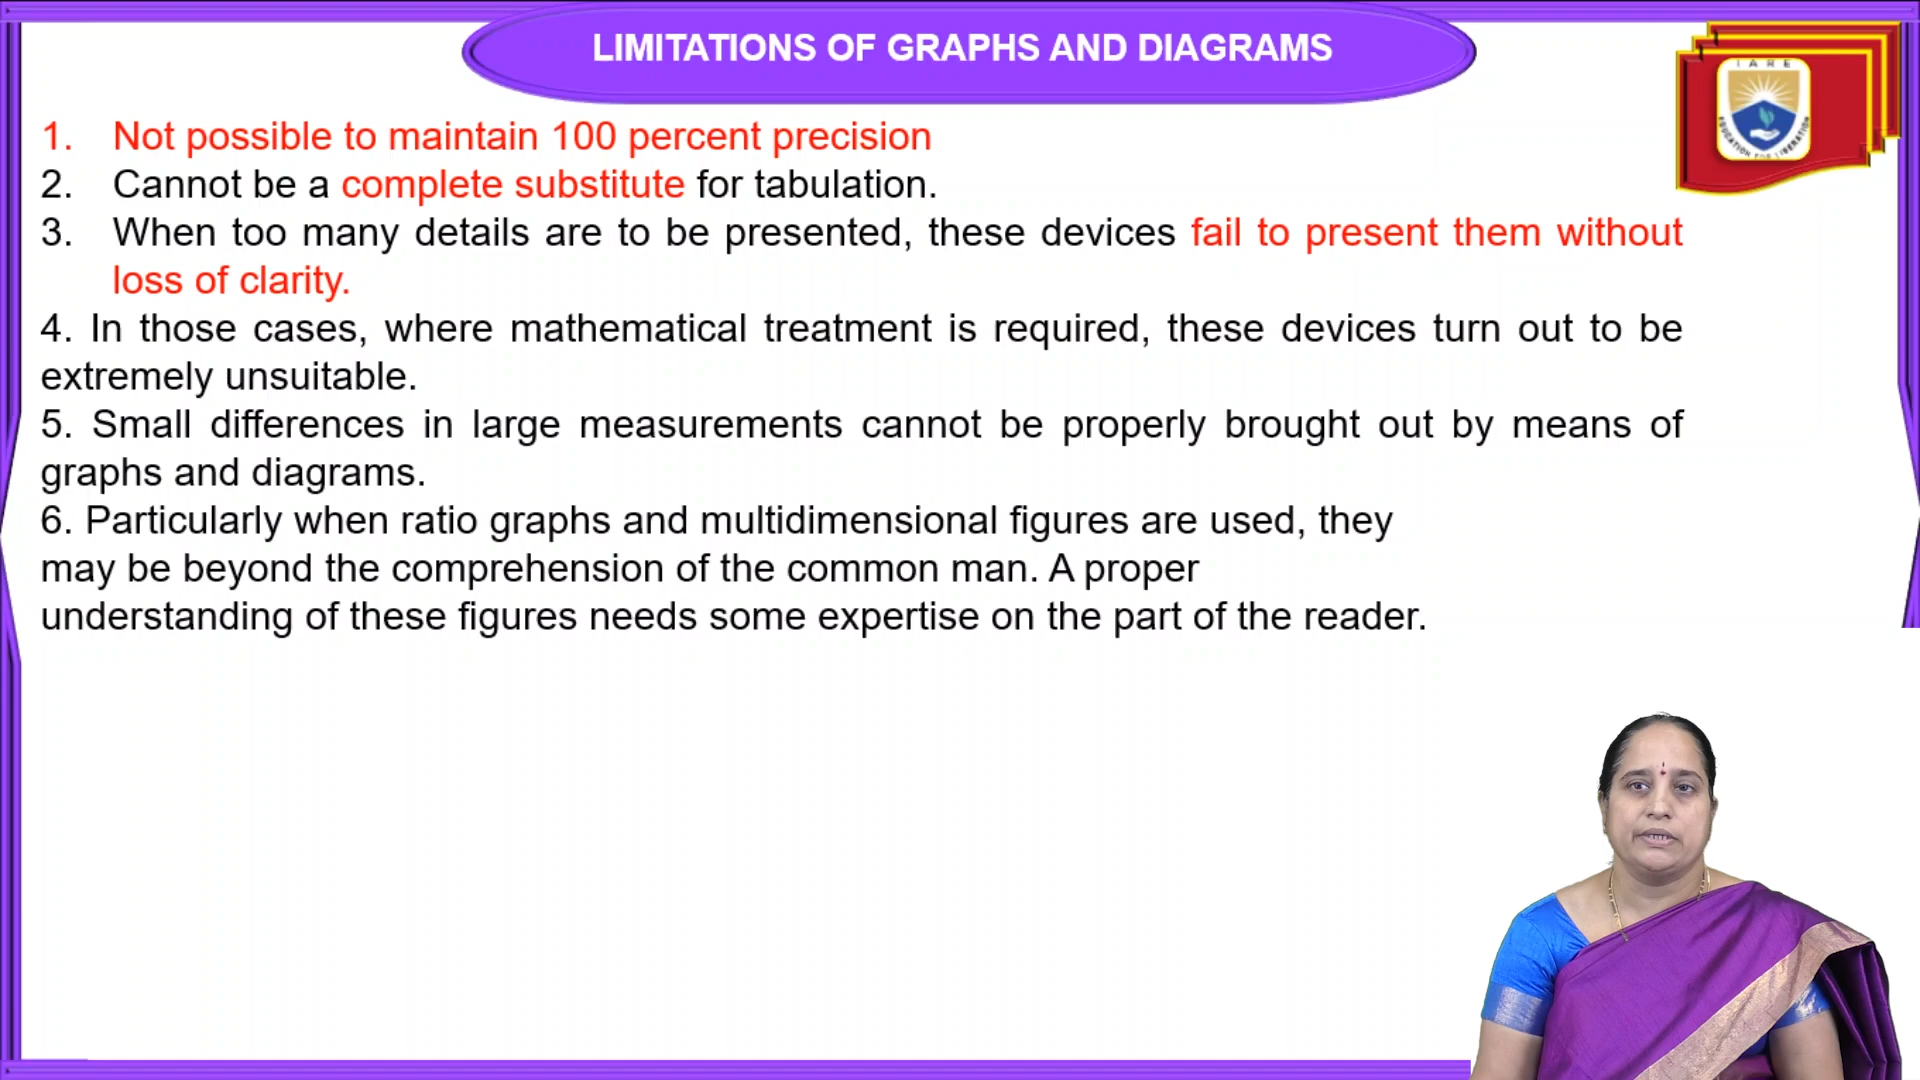 LIMITATIONS OF GRAPHS AND DIAGRAMS
IARE
EDUCATION FOR LIBERATION
1. Not possible to maintain 100 percent precision
2. Cannot be a complete substitute for tabulation.
3. When too many details are to be presented, these devices fail to present them without
loss of clarity.
4. In those cases, where mathematical treatment is required, these devices turn out to be
extremely unsuitable.
5. Small differences in large measurements cannot be properly brought out by means of
graphs and diagrams.
6. Particularly when ratio graphs and multidimensional figures are used, they
may be beyond the comprehension of the common man. A proper
understanding of these figures needs some expertise on the part of the reader.